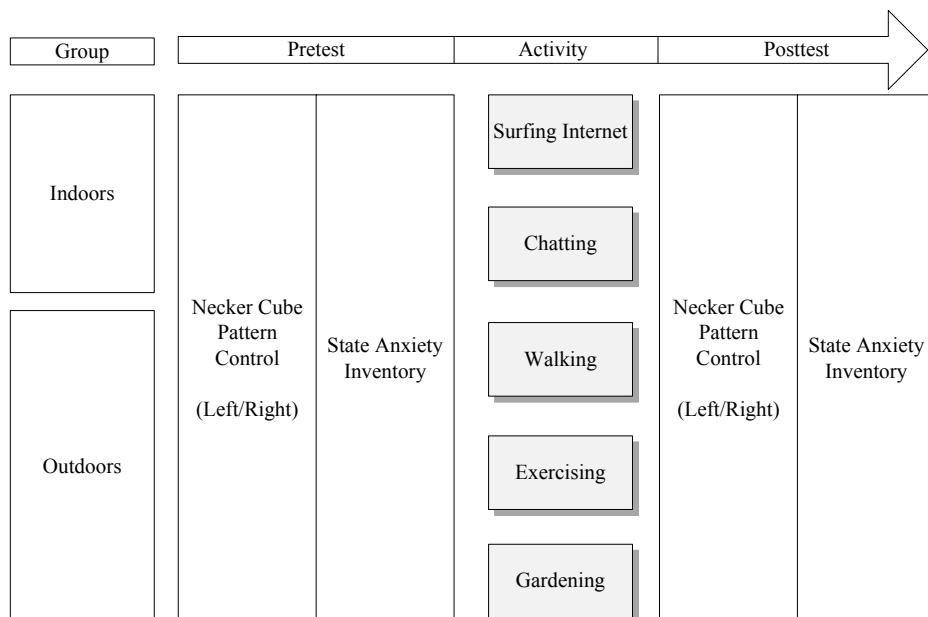 Group
Pretest
Activity
Posttest
Indoors
Outdoors
Necker Cube
Pattern
Control
(Left/Right)
State Anxiety
Inventory
Surfing Internet
Chatting
Walking
Exercising
Gardening
Necker Cube
Pattern
Control
(Left/Right)
State Anxiety
Inventory